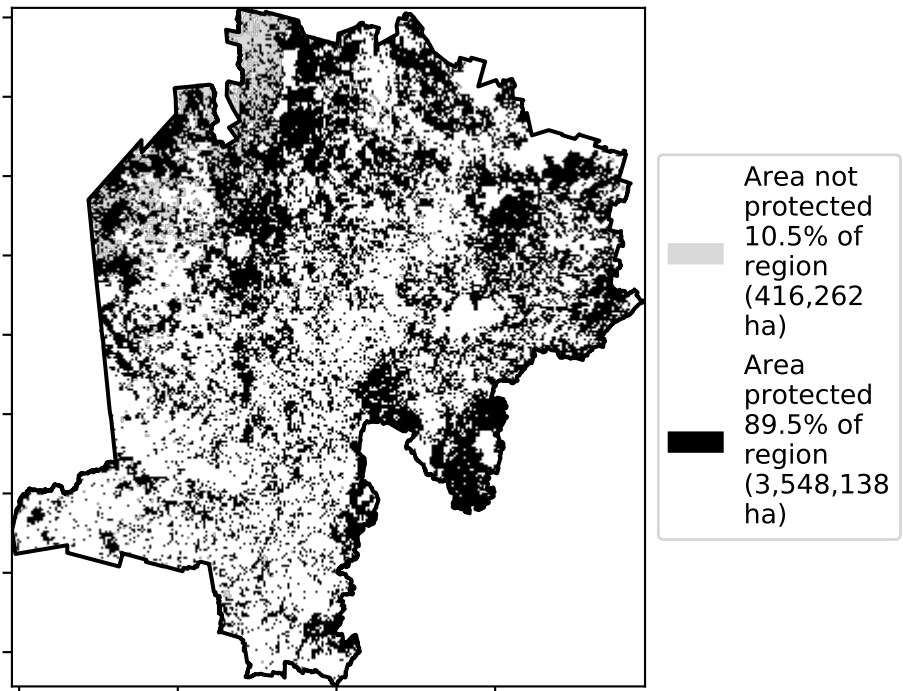 Area not
protected
10.5% of
region
(416,262
ha)
Area
protected
89.5% of
region
(3,548,138
ha)